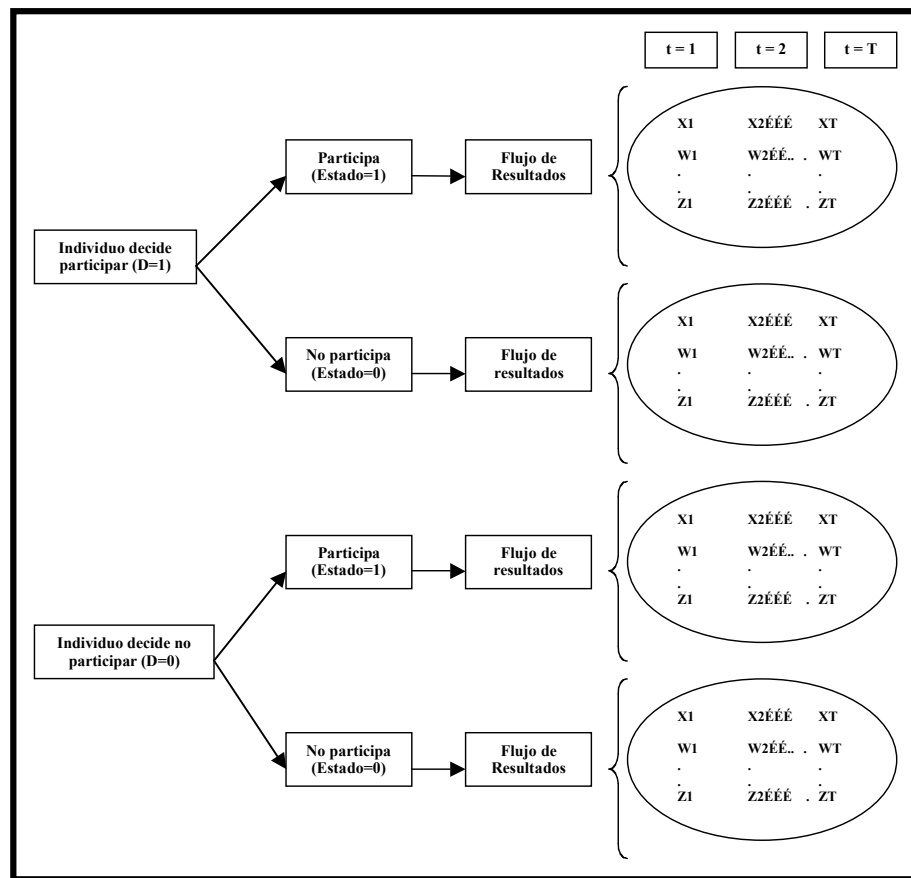 t = 1 t = 2 t = T
X1 X2ÉÉÉ XT
W1 W2ÉÉ.. . WT
. . .
. . .
Z1 Z2ÉÉÉ . ZT
Participa
(Estado=1)
Flujo de
Resultados
Individuo decide
participar (D=1)
No participa
(Estado=0)
Flujo de
resultados
X1 X2ÉÉÉ XT
W1 W2ÉÉ.. . WT
. . .
. . .
Z1 Z2ÉÉÉ . ZT
Participa
(Estado=1)
Flujo de
resultados
X1 X2ÉÉÉ XT
W1 W2ÉÉ.. . WT
. . .
. . .
Z1 Z2ÉÉÉ . ZT
Individuo decide no
participar (D=0)
No participa
(Estado=0)
Flujo de
Resultados
X1 X2ÉÉÉ XT
W1 W2ÉÉ.. . WT
. . .
. . .
Z1 Z2ÉÉÉ . ZT